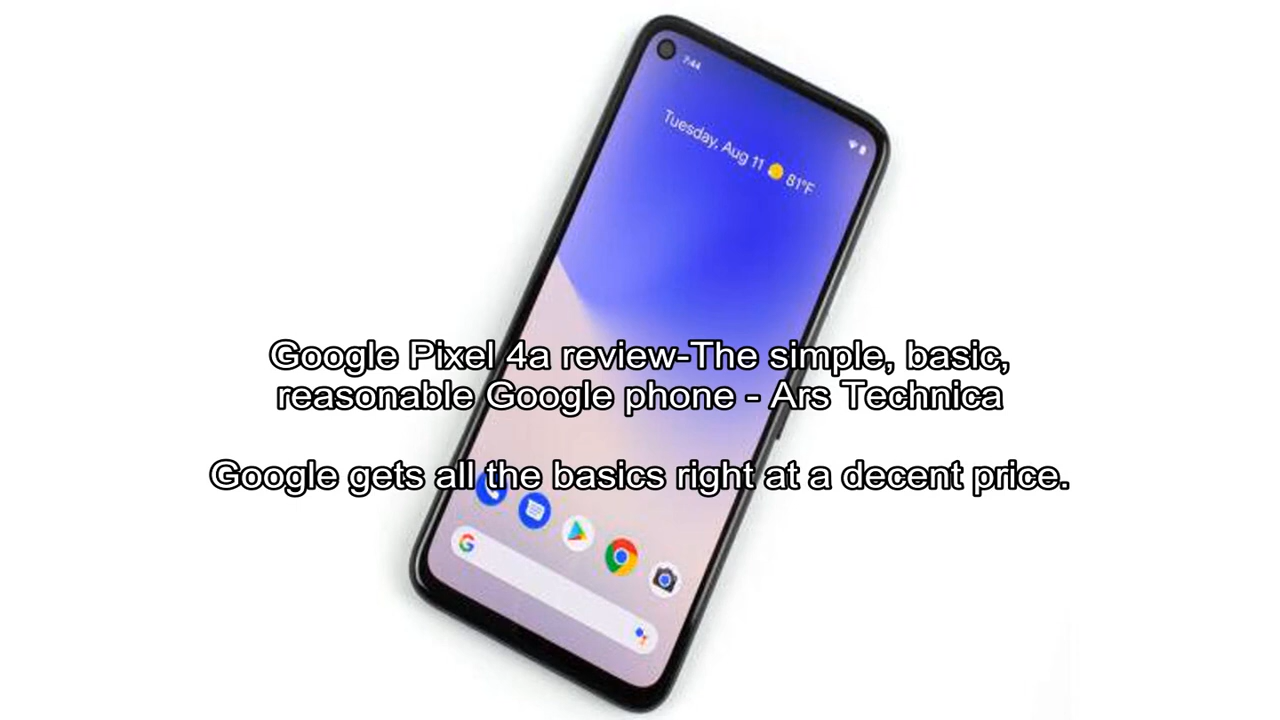 7:44
Tuesday, Aug 11 81°F
Google Pixel 4a review-The simple, basic,
reasonable Google phone - Ars Technica
Google gets all the basics right at a decent price.
G